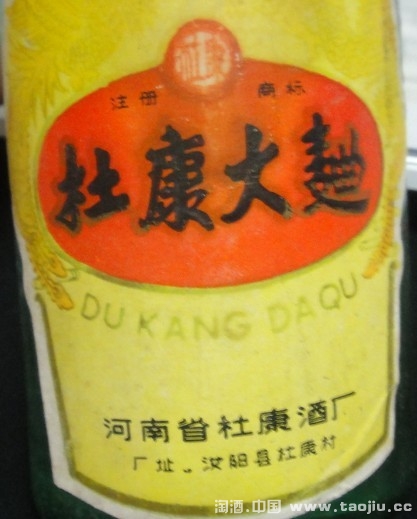 注册 商标
杜康大麯
DU KANG DA QU
河南省杜康酒厂
厂址、汝阳县杜康村
淘酒.中国 www.taojiu.cc